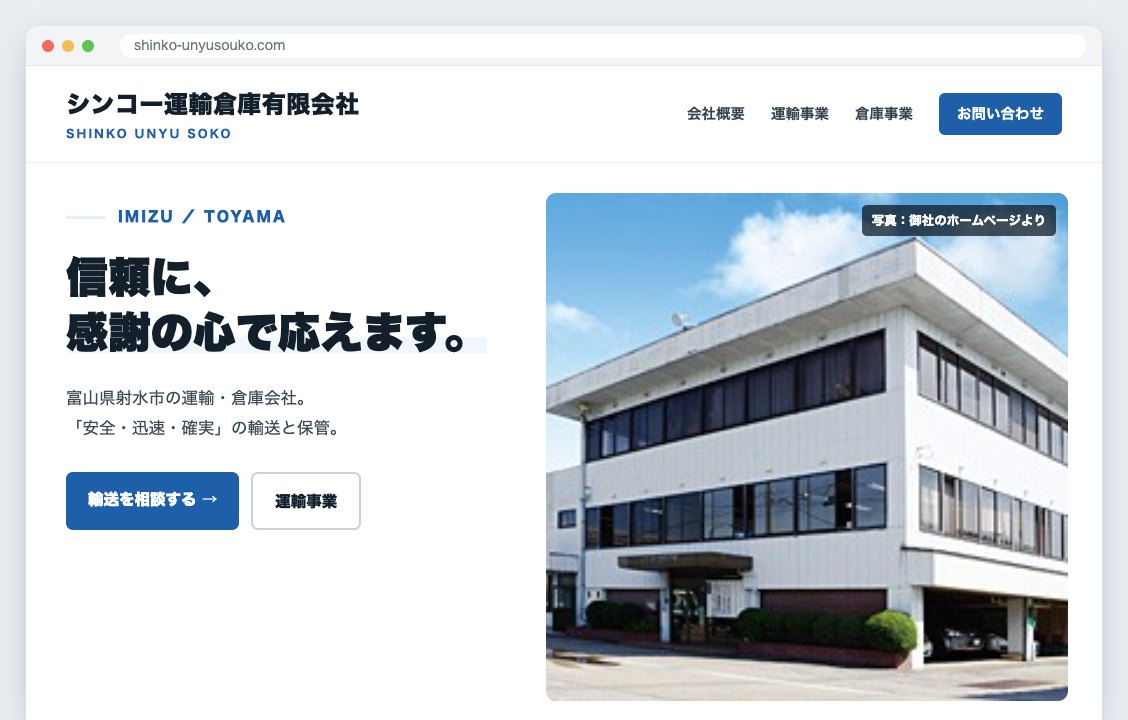 shinko-unyusouko.com
シンコー運輸倉庫有限会社
SHINKO UNYU SOKO
会社概要
運輸事業
倉庫事業
お問い合わせ
IMIZU ／ TOYAMA
信頼に、
感謝の心で応えます。
富山県射水市の運輸・倉庫会社。
「安全・迅速・確実」の輸送と保管。
輸送を相談する →
運輸事業
写真：御社のホームページより